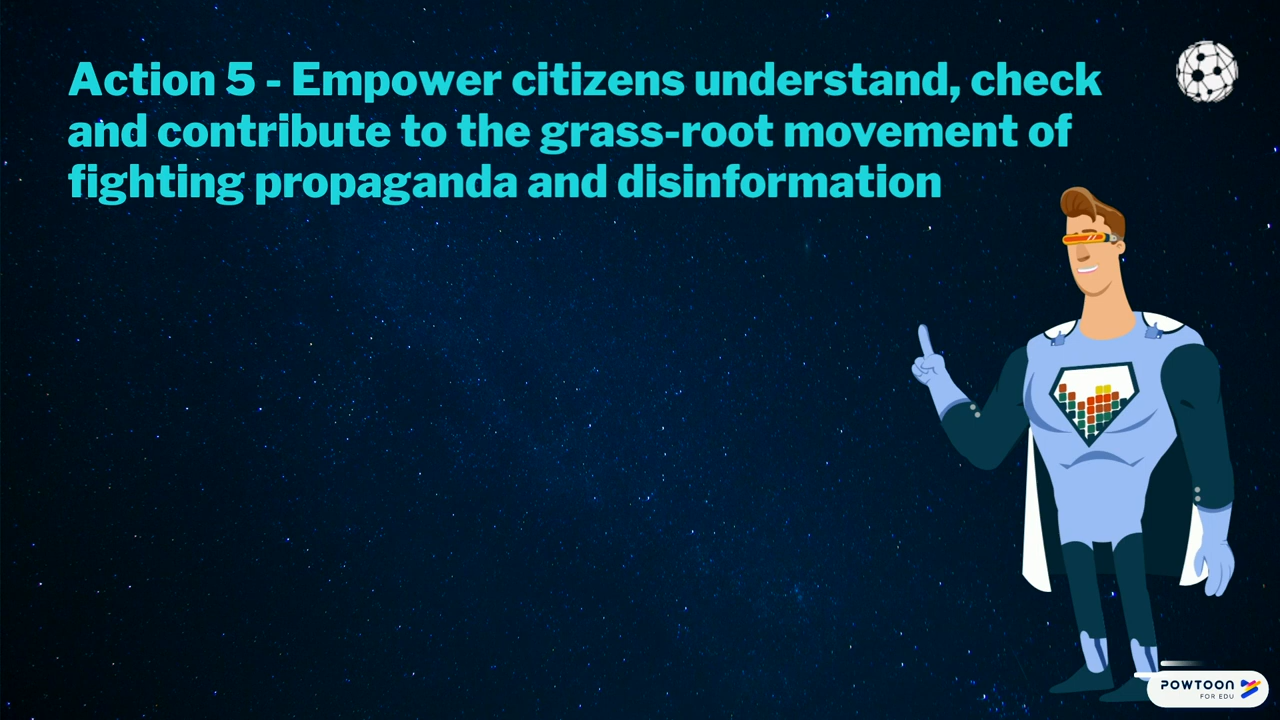 Action 5 - Empower citizens understand, check
and contribute to the grass-root movement of
fighting propaganda and disinformation
POWTOON
FOR EDU